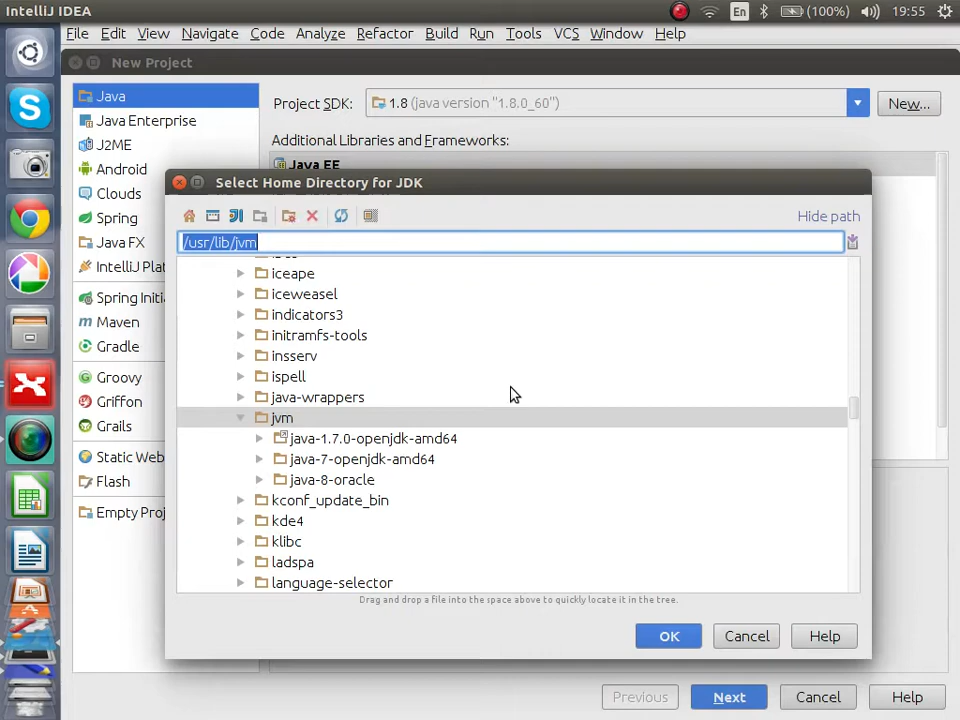 IntelliJ IDEA
En
(100%)
19:55
File Edit View Navigate Code Analyze Refactor Build Run Tools VCS Window Help
New Project
Java
Java Enterprise
J2ME
Android
Clouds
Spring
Java FX
IntelliJ Plat
Spring Initi
Maven
Gradle
Groovy
Griffon
Grails
Static Web
Flash
Empty Proj
Project SDK:
1.8 (java version "1.8.0_60")
New...
Additional Libraries and Frameworks:
Java EE
Select Home Directory for JDK
Hide path
/usr/lib/jvm
iceape
iceweasel
indicators3
initramfs-tools
insserv
ispell
java-wrappers
jvm
java-1.7.0-openjdk-amd64
java-7-openjdk-amd64
java-8-oracle
kconf_update_bin
kde4
klibc
ladspa
language-selector
Drag and drop a file into the space above to quickly locate it in the tree.
OK
Cancel
Help
Previous
Next
Cancel
Help